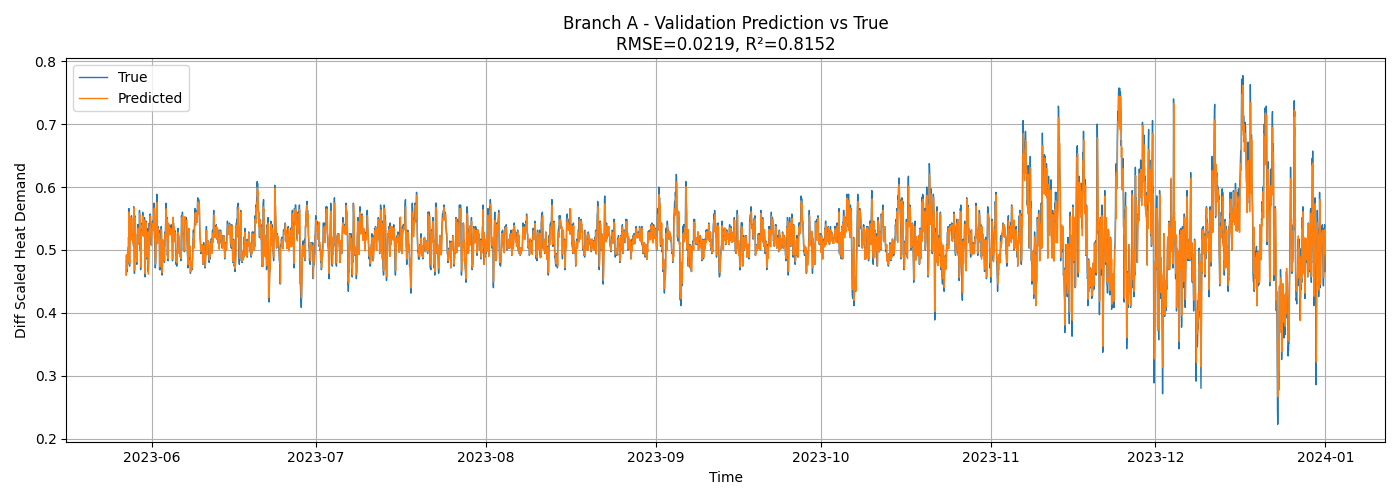 Branch A - Validation Prediction vs True
RMSE=0.0219, R²=0.8152
True
Predicted
Diff Scaled Heat Demand
0.8
0.7
0.6
0.5
0.4
0.3
0.2
2023-06
2023-07
2023-08
2023-09
2023-10
2023-11
2023-12
2024-01
Time